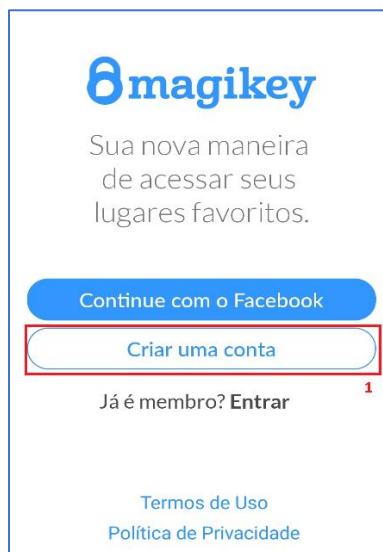 magikey
Sua nova maneira
de acessar seus
lugares favoritos.
Continue com o Facebook
Criar uma conta
1
Já é membro? Entrar
Termos de Uso
Política de Privacidade